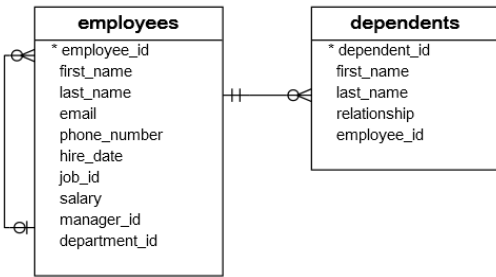 employees
* employee_id
first_name
last_name
email
phone_number
hire_date
job_id
salary
manager_id
department_id
dependents
* dependent_id
first_name
last_name
relationship
employee_id